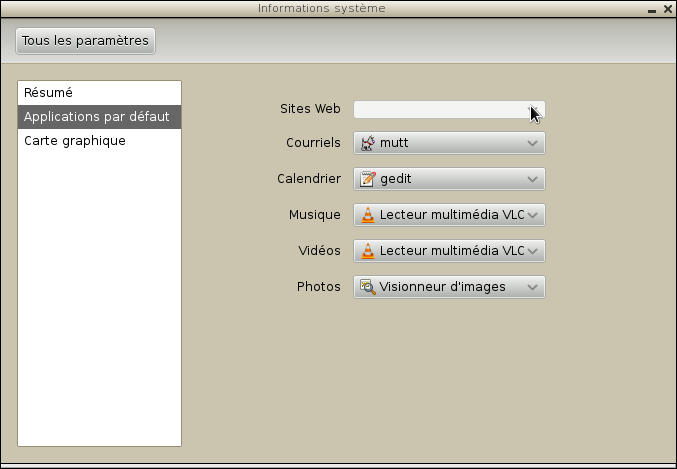 Informations système
Tous les paramètres
Résumé
Applications par défaut
Carte graphique
Sites Web
Courriels mutt
Calendrier gedit
Musique Lecteur multimédia VLC
Vidéos Lecteur multimédia VLC
Photos Visionneur d'images